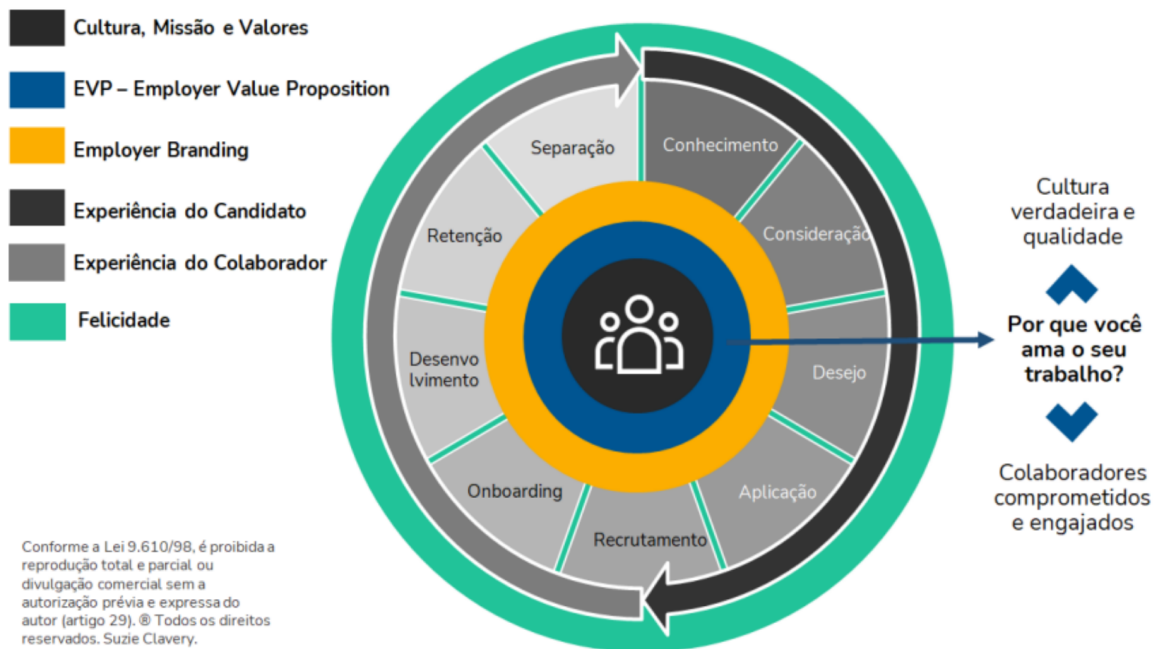 Cultura, Missão e Valores
EVP – Employer Value Proposition
Employer Branding
Experiência do Candidato
Experiência do Colaborador
Felicidade
Separação
Conhecimento
Retenção
Consideração
Desenvo
lvimento
Desejo
Onboarding
Aplicação
Recrutamento
Cultura
verdadeira e
qualidade
Por que você
ama o seu
trabalho?
Colaboradores
comprometidos
e engajados
Conforme a Lei 9.610/98, é proibida a
reprodução total e parcial ou
divulgação comercial sem a
autorização prévia e expressa do
autor (artigo 29). ® Todos os direitos
reservados. Suzie Clavery.